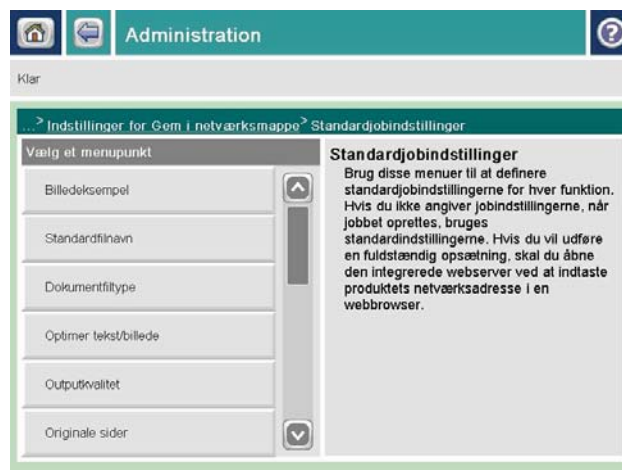 Administration
?
Klar
...> Indstillinger for Gem i netværksmappe> Standardjobindstillinger
Vælg et menupunkt
Billedeksempel
Standardfilnavn
Dokumentfiltype
Optimer tekst/billede
Outputkvalitet
Originale sider
Standardjobindstillinger
Brug disse menuer til at definere
standardjobindstillingerne for hver funktion.
Hvis du ikke angiver jobindstillingerne, når
jobbet oprettes, bruges
standardindstillingerne. Hvis du vil udføre
en fuldstændig opsætning, skal du åbne
den integrerede webserver ved at indtaste
produktets netværksadresse i en
webbrowser.